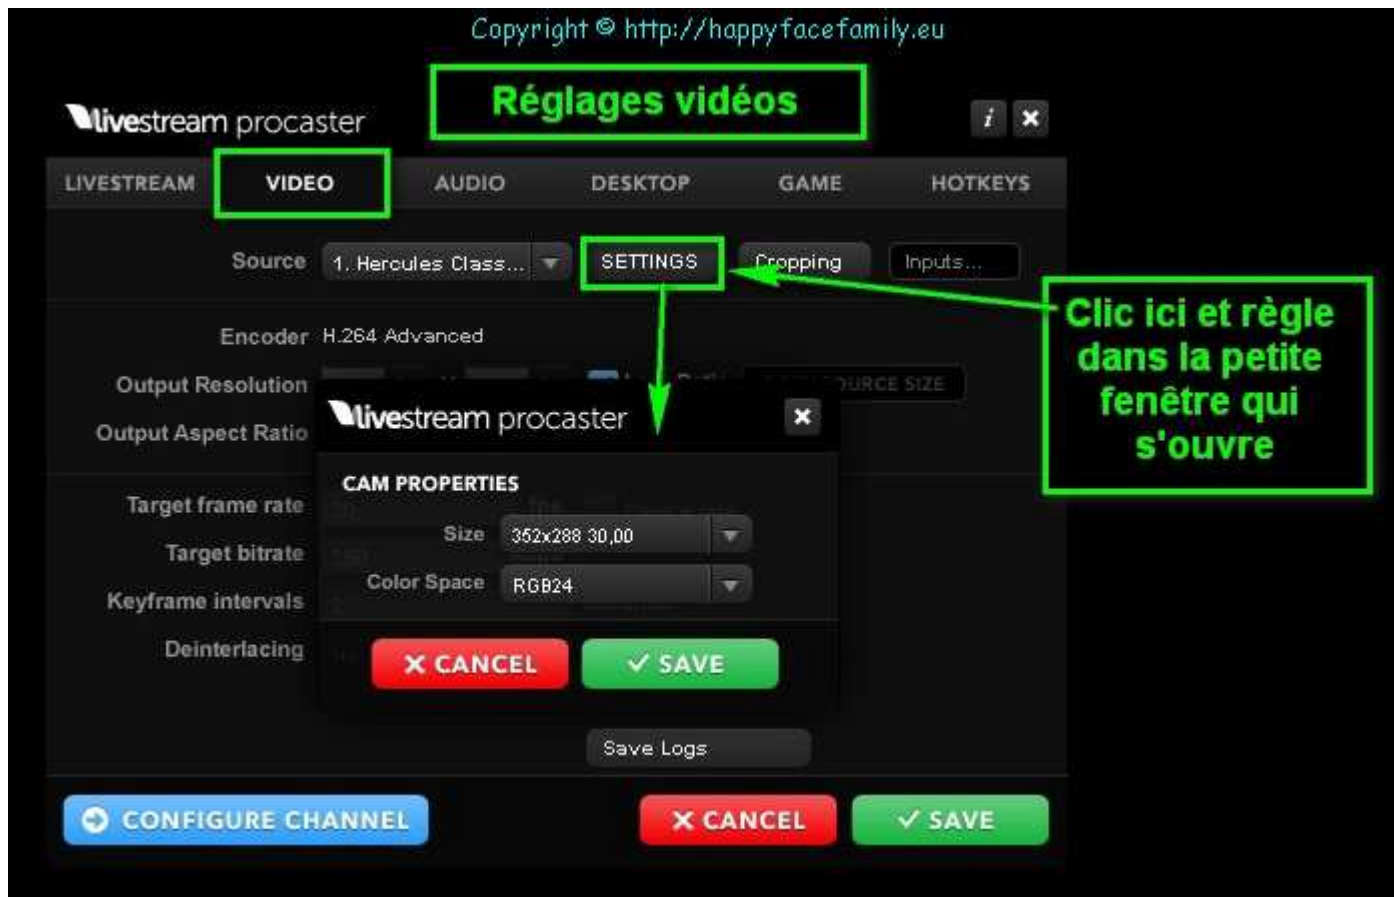 Copyright © http://happyfacefamily.eu
Réglages vidéos
livestream procaster
i
LIVESTREAM VIDEO AUDIO DESKTOP GAME HOTKEYS
Source 1. Hercules Class... SETTINGS Cropping Inputs...
Clic ici et règle
dans la petite
fenêtre qui
s'ouvre
Encoder H.264 Advanced
Output Resolution SOURCE SIZE
Output Aspect Ratio
livestream procaster
CAM PROPERTIES
Target frame rate
Size 352x288 30,00
Target bitrate
Color Space RGB24
Keyframe intervals
Deinterlacing
CANCEL SAVE
Save Logs
CONFIGURE CHANNEL CANCEL SAVE